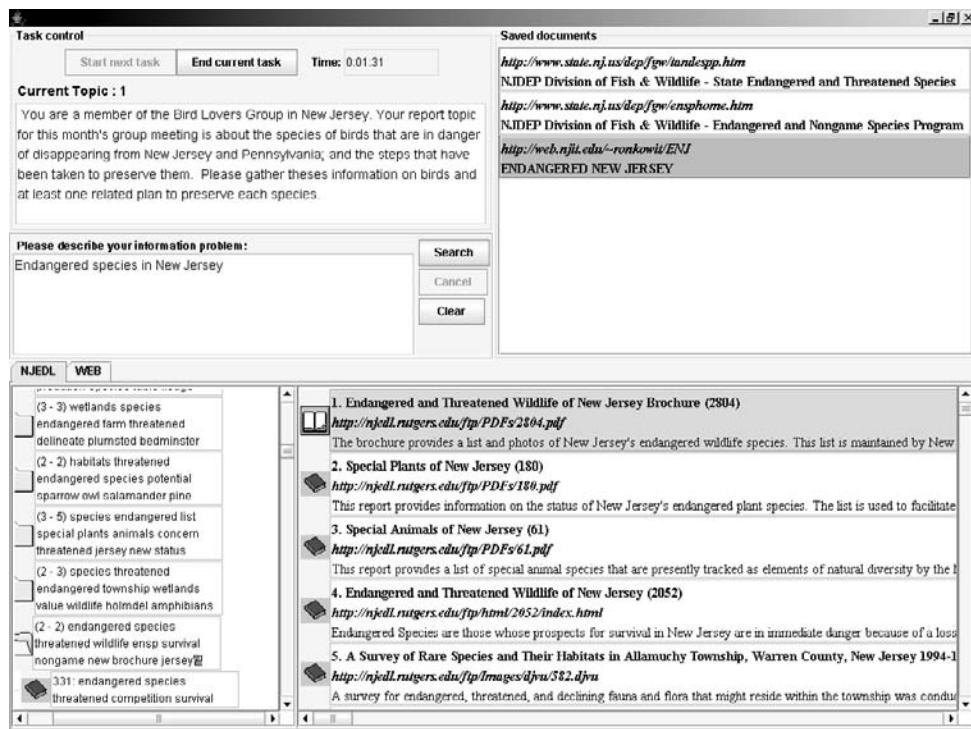 Task control
Start next task
End current task
Time: 0.01.31
Current Topic : 1
You are a member of the Bird Lovers Group in New Jersey. Your report topic
for this month's group meeting is about the species of birds that are in danger
of disappearing from New Jersey and Pennsylvania; and the steps that have
been taken to preserve them. Please gather theses information on birds and
at least one related plan to preserve each species.
Saved documents
http://www.state.nj.us/dep/fgw/tandespp.htm
NJDEP Division of Fish & Wildlife - State Endangered and Threatened Species
http://www.state.nj.us/dep/fgw/ensphome.htm
NJDEP Division of Fish & Wildlife - Endangered and Nongame Species Program
http://web.njit.edu/~ronkowit/ENJ
ENDANGERED NEW JERSEY
Please describe your information problem:
Endangered species in New Jersey
Search
Cancel
Clear
NJEDL
WEB
(3 - 3) wetlands species
endangered farm threatened
delineate plumsted bedminster
(2 - 2) habitats threatened
endangered species potential
sparrow owl salamander pine
(3 - 5) species endangered list
special plants animals concern
threatened jersey new status
(2 - 3) species threatened
endangered township wetlands
value wildlife holmdel amphibians
(2 - 2) endangered species
threatened wildlife ensp survival
nongame new brochure jersey
331: endangered species
threatened competition survival
1. Endangered and Threatened Wildlife of New Jersey Brochure (2804)
http://njedl.rutgers.edu/ftp/PDFs/2804.pdf
The brochure provides a list and photos of New Jersey's endangered wildlife species. This list is maintained by New
2. Special Plants of New Jersey (180)
http://njedl.rutgers.edu/ftp/PDFs/180.pdf
This report provides information on the status of New Jersey's endangered plant species. The list is used to facilitate
3. Special Animals of New Jersey (61)
http://njedl.rutgers.edu/ftp/PDFs/61.pdf
This report provides a list of special animal species that are presently tracked as elements of natural diversity by the
4. Endangered and Threatened Wildlife of New Jersey (2052)
http://njedl.rutgers.edu/ftp/html/2052/index.html
Endangered Species are those whose prospects for survival in New Jersey are in immediate danger because of a loss
5. A Survey of Rare Species and Their Habitats in Allamuchy Township, Warren County, New Jersey 1994-1
http://njedl.rutgers.edu/ftp/Images/djvu/582.djvu
A survey for endangered, threatened, and declining fauna and flora that might reside within the township was condu